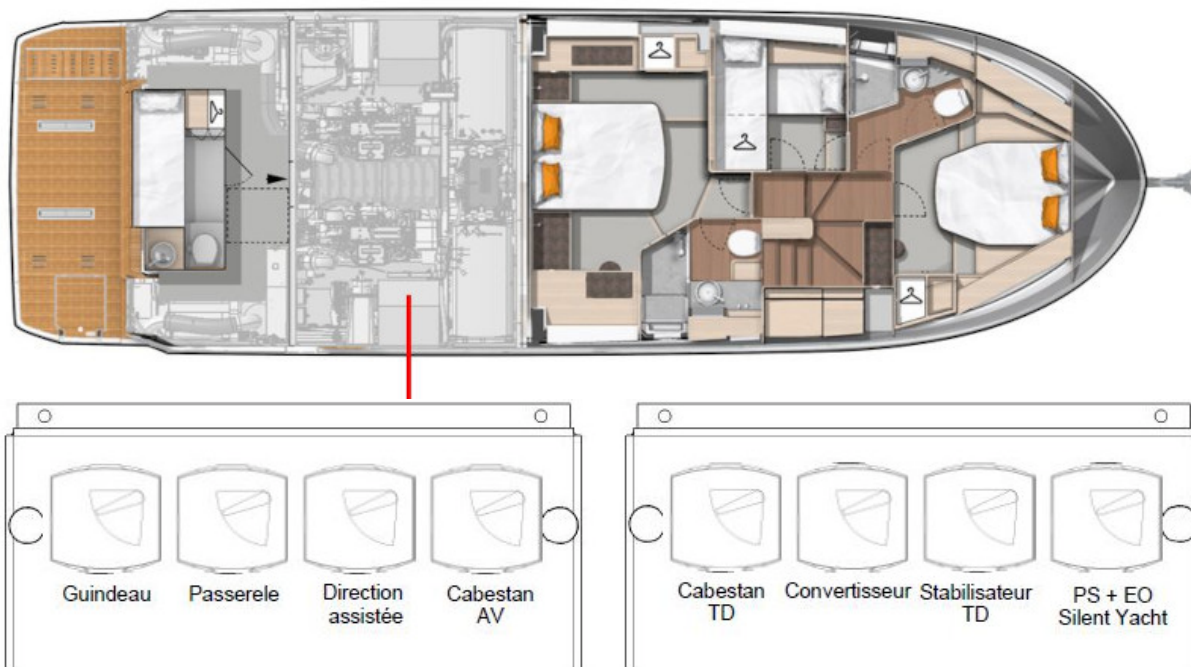 Guindeau
Passerele
Direction
assistée
Cabestan
AV
Cabestan
TD
Convertisseur
Stabilisateur
TD
PS + EO
Silent Yacht